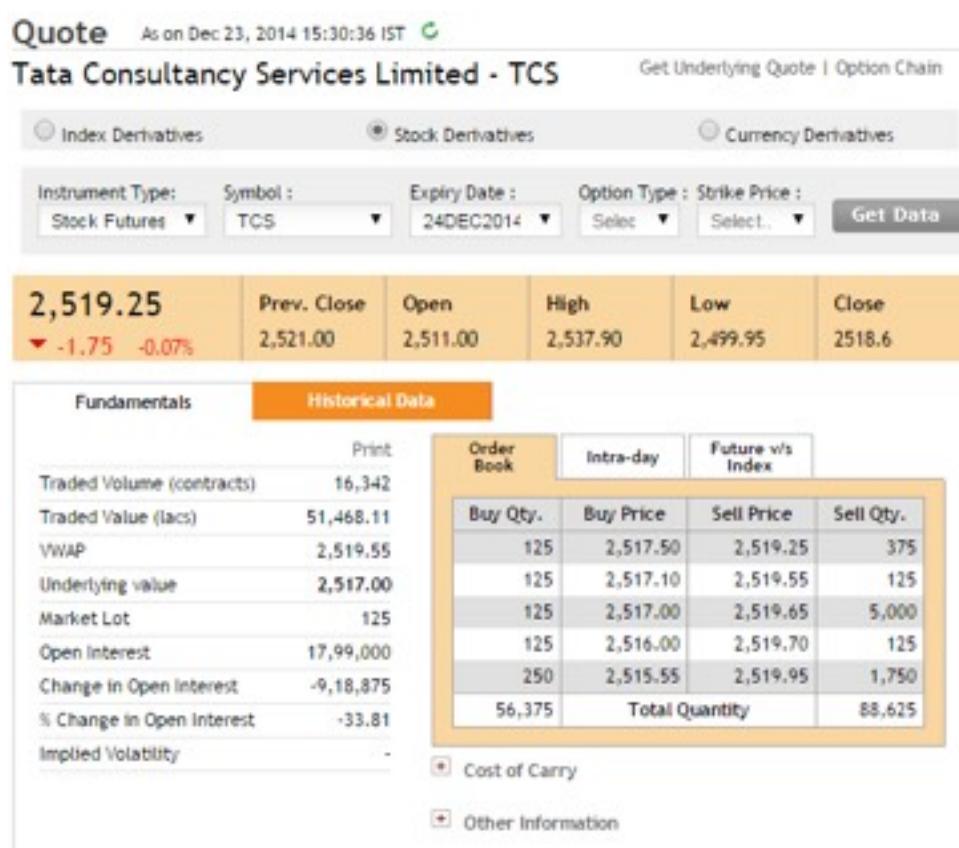 Quote As on Dec 23, 2014 15:30:36 IST
Tata Consultancy Services Limited - TCS Get Underlying Quote | Option Chain
Index Derivatives Stock Derivatives Currency Derivatives
Instrument Type: Symbol : Expiry Date : Option Type : Strike Price :
Stock Futures TCS 24DEC2014 Selec Select.. Get Data
2,519.25 Prev. Close Open High Low Close
-1.75 -0.07% 2,521.00 2,511.00 2,537.90 2,499.95 2518.6
Fundamentals Historical Data
Print
Traded Volume (contracts) 16,342
Traded Value (lacs) 51,468.11
VWAP 2,519.55
Underlying value 2,517.00
Market Lot 125
Open Interest 17,99,000
Change in Open Interest -9,18,875
% Change in Open Interest -33.81
Implied Volatility -
Order Book Intra-day Future v/s Index
Buy Qty. Buy Price Sell Price Sell Qty.
125 2,517.50 2,519.25 375
125 2,517.10 2,519.55 125
125 2,517.00 2,519.65 5,000
125 2,516.00 2,519.70 125
250 2,515.55 2,519.95 1,750
56,375 Total Quantity 88,625
Cost of Carry
Other Information